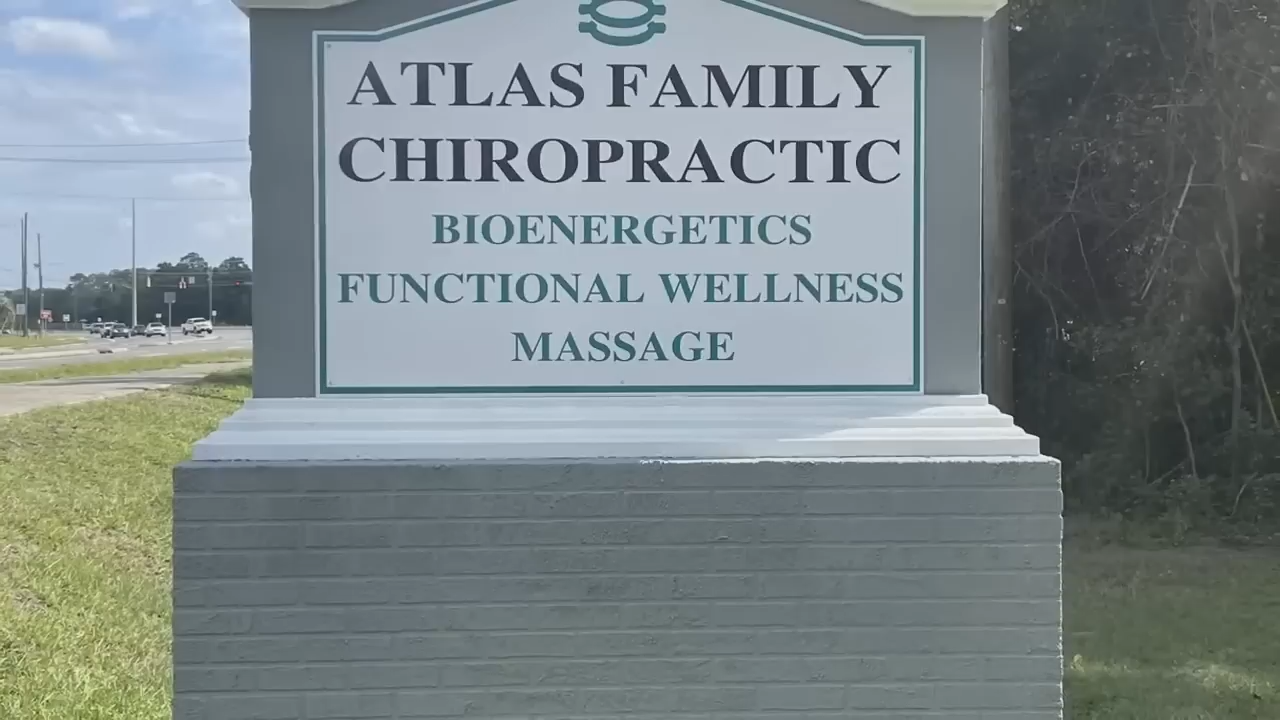 ATLAS FAMILY
CHIROPRACTIC
BIOENERGETICS
FUNCTIONAL WELLNESS
MASSAGE